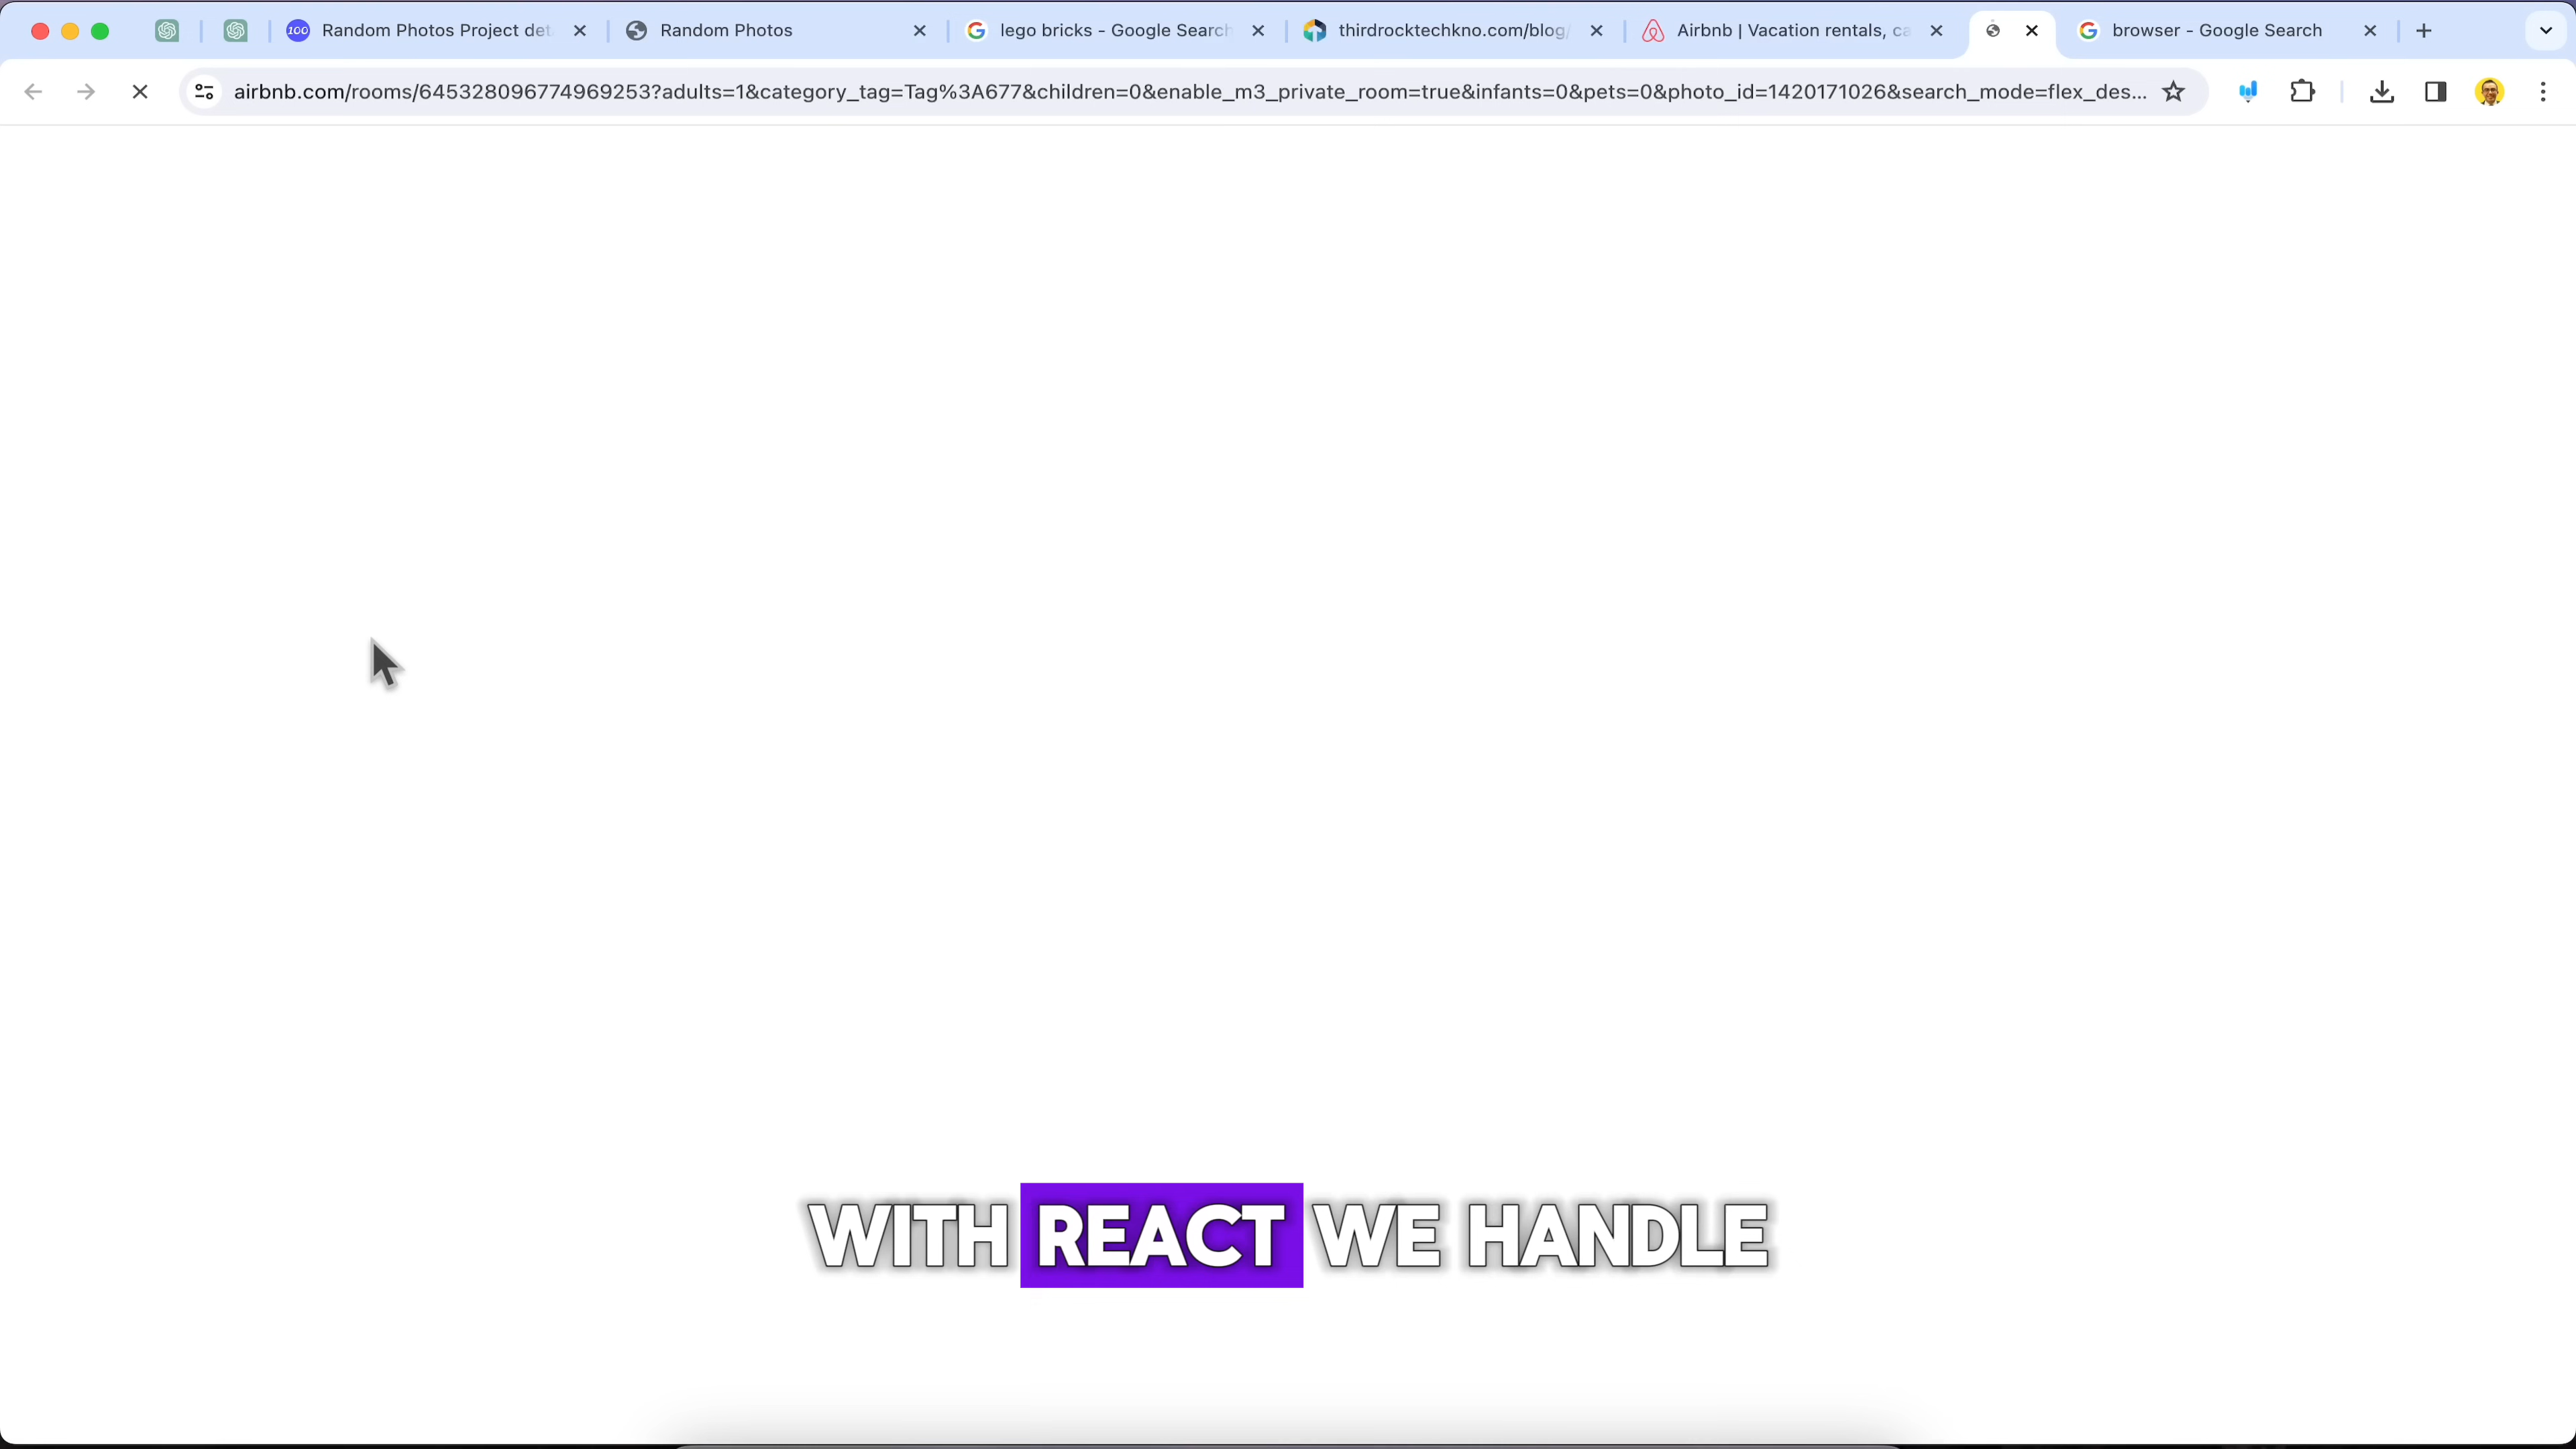 100 Random Photos Project det
Random Photos
lego bricks - Google Search
thirdrocktechkno.com/blog/
Airbnb | Vacation rentals, ca
browser - Google Search
airbnb.com/rooms/645328096774969253?adults=1&category_tag=Tag%3A677&children=0&enable_m3_private_room=true&infants=0&pets=0&photo_id=1420171026&search_mode=flex_des...
WITH REACT WE HANDLE